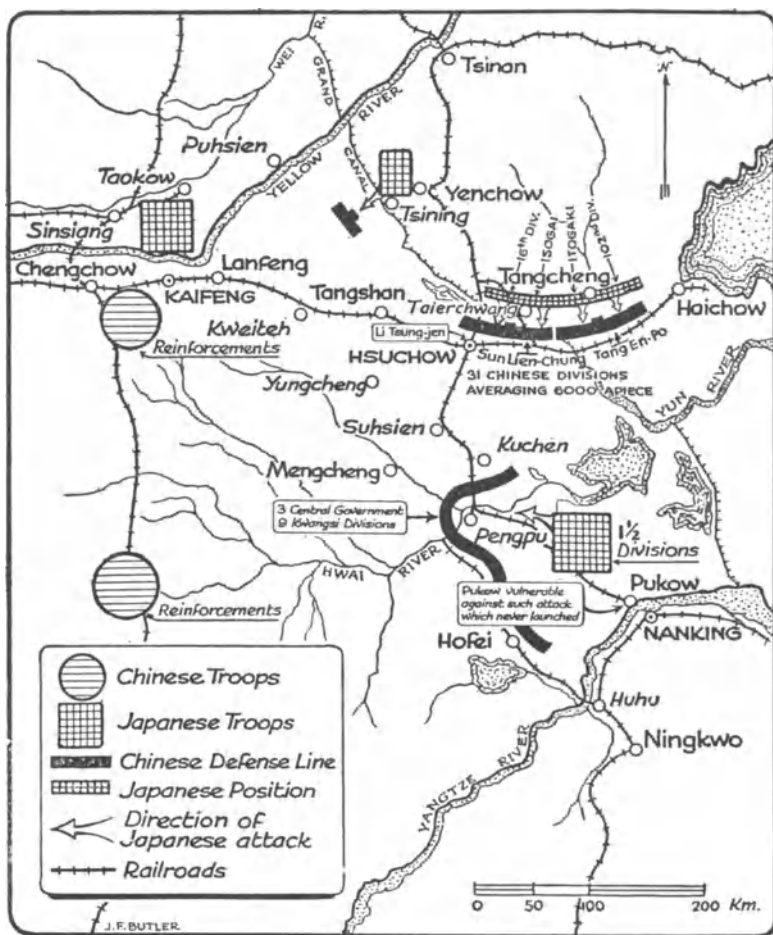 WEI R.
GRAND
CANAL
YELLOW
RIVER
Tsinan
N
Puhsien
Taokow
Sinsiang
Yenchow
Tsining
16th DIV.
ISOGAI
ITOGAKI
Tangcheng
Chengchow
KAIFENG
Lanfeng
Tangshan
Kweiteh
Taierchwang
Haichow
Reinforcements
Li Tsung-jen
HSUCHOW
Sun Lien-Chung
Tang En-Po
31 CHINESE DIVISIONS
AVERAGING 6000 APIECE
Yungcheng
YUN RIVER
Suhsien
Kuchen
Mengcheng
3 Central Government
9 Kwangsi Divisions
Pengpu
1½
Divisions
HWAI
RIVER
Reinforcements
Pukow Vulnerable
against such attack
which never launched
Pukow
NANKING
Hofei
Huhu
Ningkwo
YANGTZE
RIVER
Chinese Troops
Japanese Troops
Chinese Defense Line
Japanese Position
Direction of
Japanese attack
Railroads
0 50 100 200 Km.
J.F. BUTLER